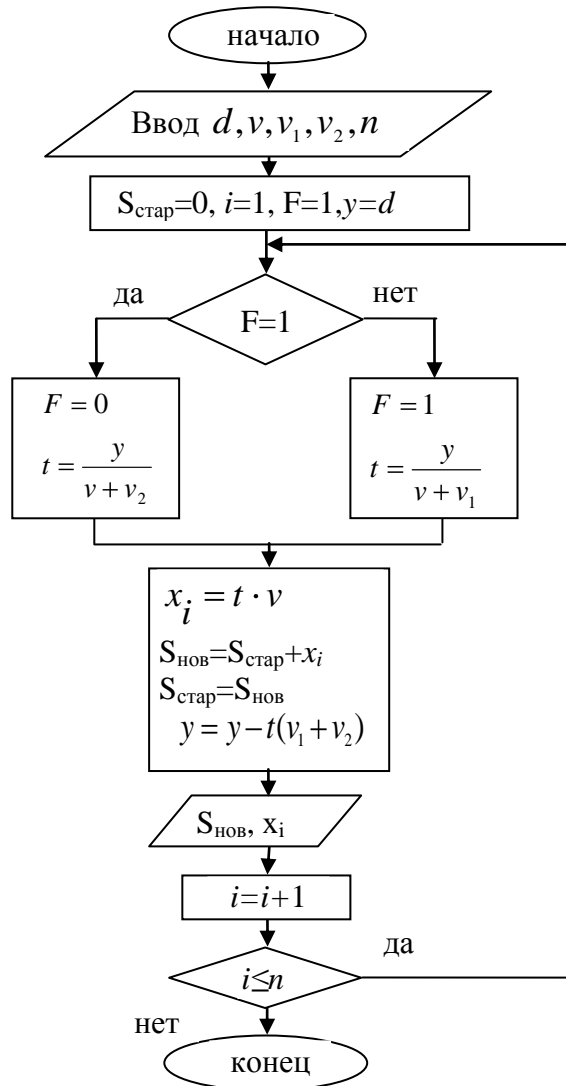 начало
Ввод d, v, v₁, v₂, n
Sстар=0, i=1, F=1,y=d
да
нет
F=1
F = 0
t = y / (v + v₂)
F = 1
t = y / (v + v₁)
xᵢ = t · v
Sнов=Sстар+xᵢ
Sстар=Sнов
y = y − t(v₁ + v₂)
Sнов, xᵢ
i=i+1
да
i≤n
нет
конец